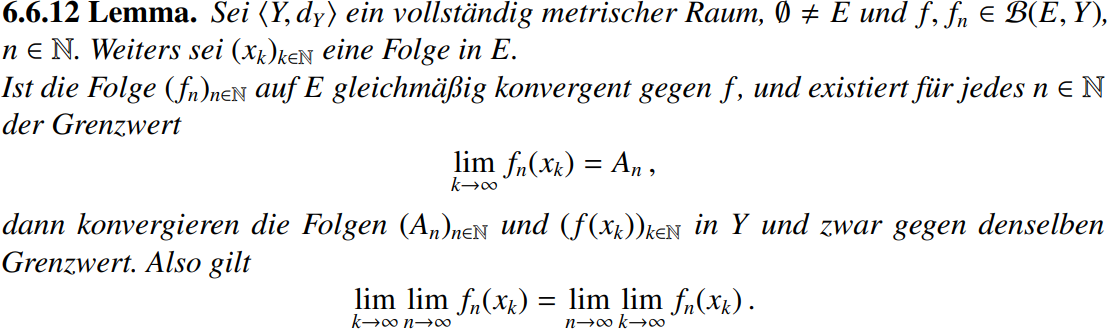 6.6.12 Lemma. Sei ⟨Y, d_Y⟩ ein vollständig metrischer Raum, ∅ ≠ E und f, f_n ∈ ℬ(E, Y),
n ∈ ℕ. Weiters sei (x_k)_{k∈ℕ} eine Folge in E.
Ist die Folge (f_n)_{n∈ℕ} auf E gleichmäßig konvergent gegen f, und existiert für jedes n ∈ ℕ
der Grenzwert
lim_{k→∞} f_n(x_k) = A_n ,
dann konvergieren die Folgen (A_n)_{n∈ℕ} und (f(x_k))_{k∈ℕ} in Y und zwar gegen denselben
Grenzwert. Also gilt
lim_{k→∞} lim_{n→∞} f_n(x_k) = lim_{n→∞} lim_{k→∞} f_n(x_k) .